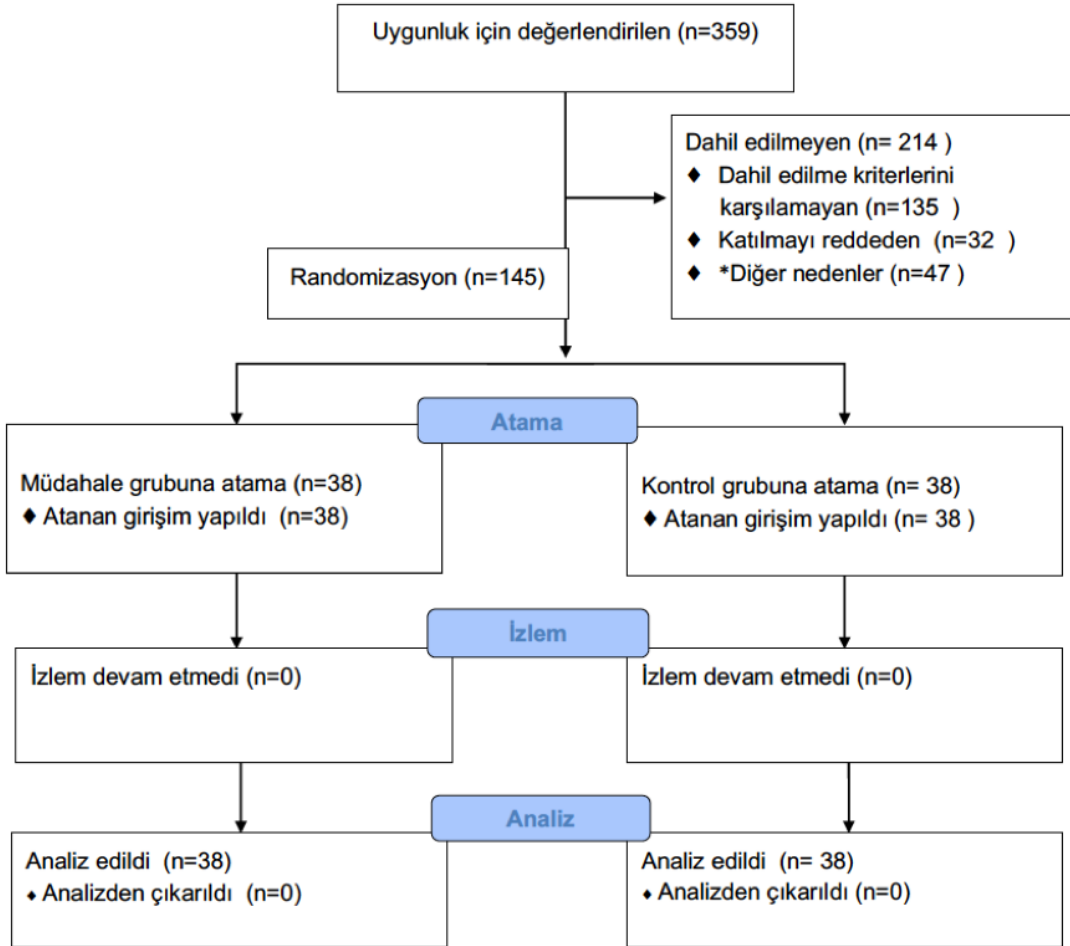 Uygunluk için değerlendirilen (n=359)
Dahil edilmeyen (n= 214 )
♦ Dahil edilme kriterlerini
karşılamayan (n=135 )
♦ Katılmayı reddeden (n=32 )
♦ *Diğer nedenler (n=47 )
Randomizasyon (n=145)
Atama
Müdahale grubuna atama (n=38)
♦ Atanan girişim yapıldı (n=38)
Kontrol grubuna atama (n= 38)
♦ Atanan girişim yapıldı (n= 38 )
İzlem
İzlem devam etmedi (n=0)
İzlem devam etmedi (n=0)
Analiz
Analiz edildi (n=38)
♦ Analizden çıkarıldı (n=0)
Analiz edildi (n= 38)
♦ Analizden çıkarıldı (n=0)